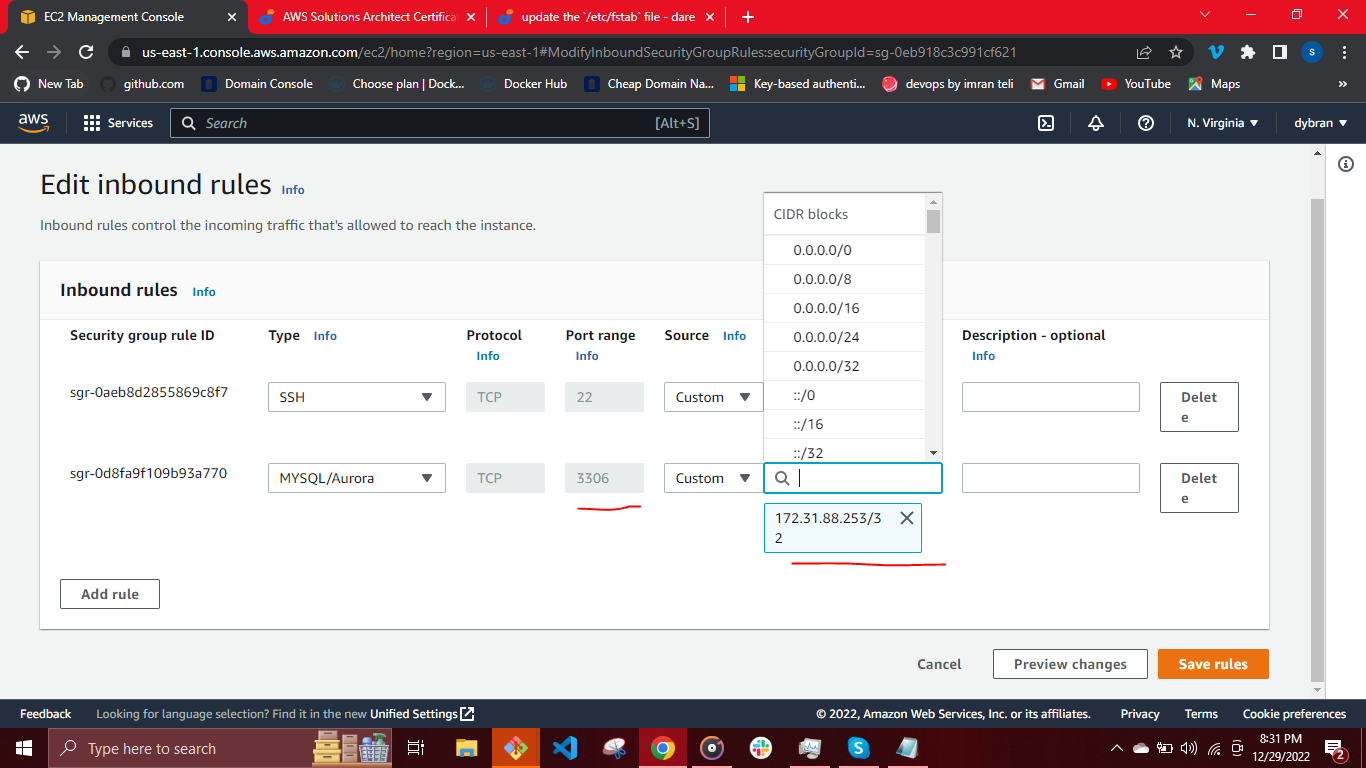 EC2 Management Console
AWS Solutions Architect Certifica
update the `/etc/fstab` file - dare
us-east-1.console.aws.amazon.com/ec2/home?region=us-east-1#ModifyInboundSecurityGroupRules:securityGroupId=sg-0eb918c3c991cf621
S
New Tab
github.com
Domain Console
Choose plan | Dock...
Docker Hub
Cheap Domain Na...
Key-based authenti...
devops by imran teli
Gmail
YouTube
Maps
»
aws
Services
Search
[Alt+S]
N. Virginia
dybran
Edit inbound rules Info
Inbound rules control the incoming traffic that's allowed to reach the instance.
Inbound rules Info
Security group rule ID
Type Info
Protocol
Info
Port range
Info
Source Info
Description - optional
Info
sgr-0aeb8d2855869c8f7
SSH
TCP
22
Custom
Delet
e
CIDR blocks
0.0.0.0/0
0.0.0.0/8
0.0.0.0/16
0.0.0.0/24
0.0.0.0/32
::/0
::/16
::/32
sgr-0d8fa9f109b93a770
MYSQL/Aurora
TCP
3306
Custom
172.31.88.253/3
2
Delet
e
Add rule
Cancel
Preview changes
Save rules
Feedback
Looking for language selection? Find it in the new Unified Settings
© 2022, Amazon Web Services, Inc. or its affiliates.
Privacy
Terms
Cookie preferences
Type here to search
8:31 PM
12/29/2022
2